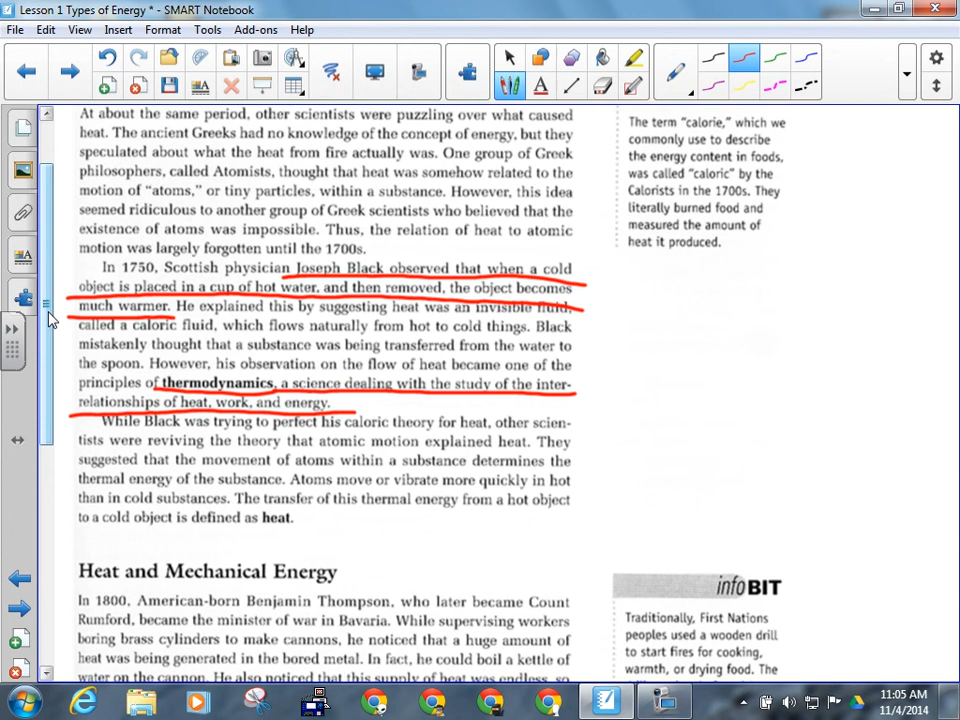 Lesson 1 Types of Energy * - SMART Notebook
File Edit View Insert Format Tools Add-ons Help
At about the same period, other scientists were puzzling over what caused
heat. The ancient Greeks had no knowledge of the concept of energy, but they
speculated about what the heat from fire actually was. One group of Greek
philosophers, called Atomists, thought that heat was somehow related to the
motion of "atoms," or tiny particles, within a substance. However, this idea
seemed ridiculous to another group of Greek scientists who believed that the
existence of atoms was impossible. Thus, the relation of heat to atomic
motion was largely forgotten until the 1700s.
In 1750, Scottish physician Joseph Black observed that when a cold
object is placed in a cup of hot water, and then removed, the object becomes
much warmer. He explained this by suggesting heat was an invisible fluid,
called a caloric fluid, which flows naturally from hot to cold things. Black
mistakenly thought that a substance was being transferred from the water to
the spoon. However, his observation on the flow of heat became one of the
principles of thermodynamics, a science dealing with the study of the inter-
relationships of heat, work, and energy.
While Black was trying to perfect his caloric theory for heat, other scien-
tists were reviving the theory that atomic motion explained heat. They
suggested that the movement of atoms within a substance determines the
thermal energy of the substance. Atoms move or vibrate more quickly in hot
than in cold substances. The transfer of this thermal energy from a hot object
to a cold object is defined as heat.
Heat and Mechanical Energy
In 1800, American-born Benjamin Thompson, who later became Count
Rumford, became the minister of war in Bavaria. While supervising workers
boring brass cylinders to make cannons, he noticed that a huge amount of
heat was being generated in the bored metal. In fact, he could boil a kettle of
water on the cannon. He also noticed that this supply of heat was endless, so
The term "calorie," which we
commonly use to describe
the energy content in foods,
was called "caloric" by the
Calorists in the 1700s. They
literally burned food and
measured the amount of
heat it produced.
infoBIT
Traditionally, First Nations
peoples used a wooden drill
to start fires for cooking,
warmth, or drying food. The
11:05 AM
11/4/2014